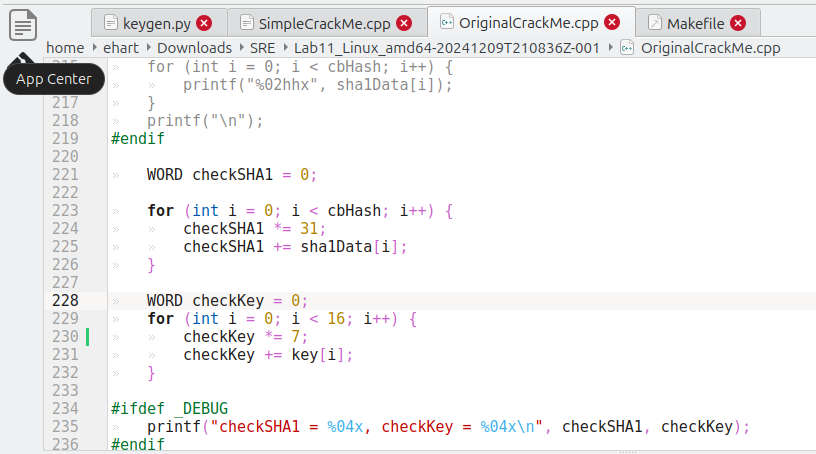 keygen.py SimpleCrackMe.cpp OriginalCrackMe.cpp Makefile
home ehart Downloads SRE Lab11_Linux_amd64-20241209T210836Z-001 OriginalCrackMe.cpp
215 for (int i = 0; i < cbHash; i++) {
App Center printf("%02hhx", sha1Data[i]);
217 }
218 printf("\n");
219 #endif
220
221 WORD checkSHA1 = 0;
222
223 for (int i = 0; i < cbHash; i++) {
224 checkSHA1 *= 31;
225 checkSHA1 += sha1Data[i];
226 }
227
228 WORD checkKey = 0;
229 for (int i = 0; i < 16; i++) {
230 checkKey *= 7;
231 checkKey += key[i];
232 }
233
234 #ifdef _DEBUG
235 printf("checkSHA1 = %04x, checkKey = %04x\n", checkSHA1, checkKey);
236 #endif